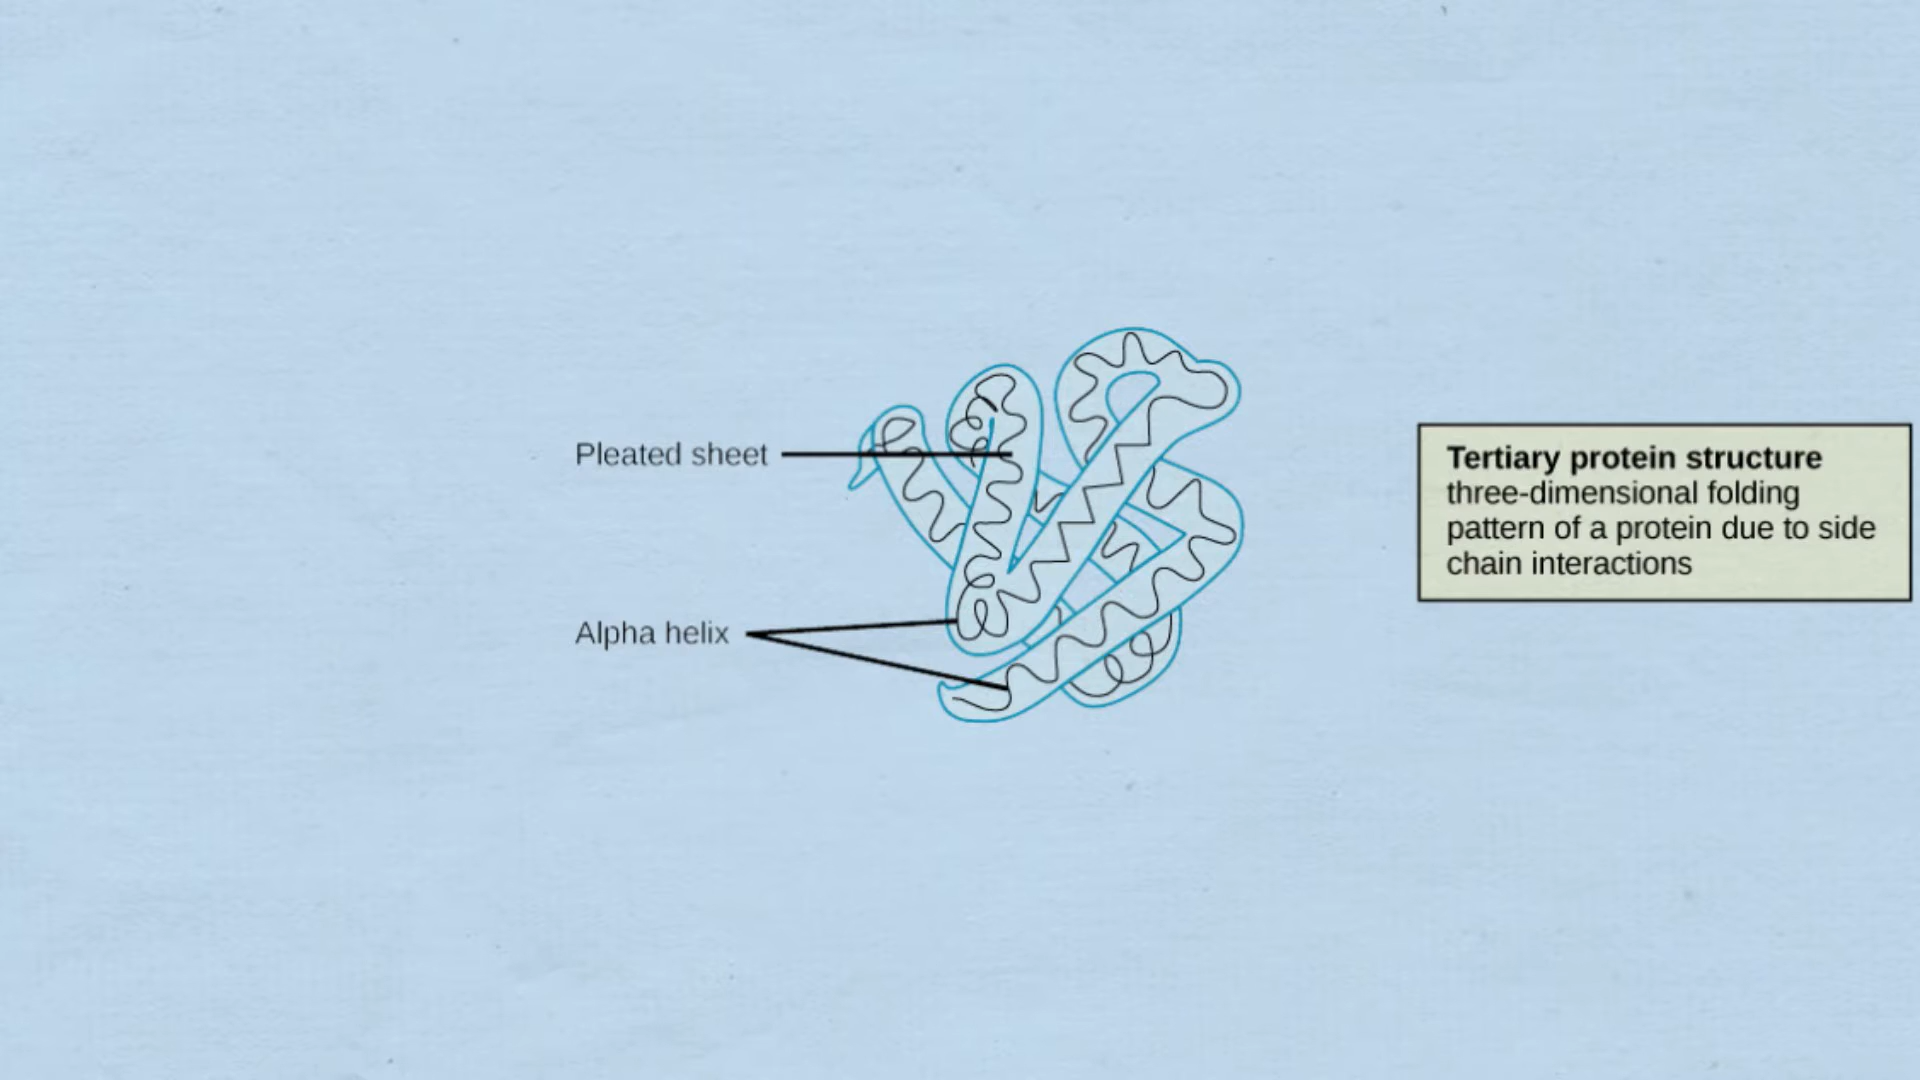 Pleated sheet
Alpha helix
Tertiary protein structure
three-dimensional folding
pattern of a protein due to side
chain interactions